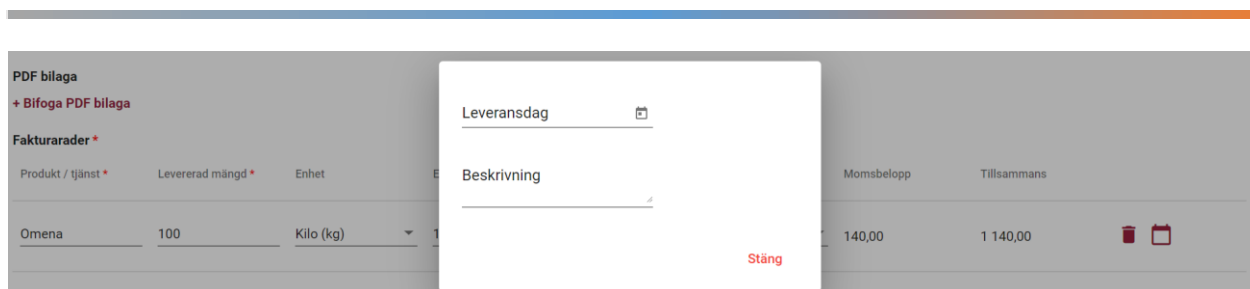 PDF bilaga
+ Bifoga PDF bilaga
Fakturarader *
Produkt / tjänst * Levererad mängd * Enhet Momsbelopp Tillsammans
Omena 100 Kilo (kg) 140,00 1 140,00
Leveransdag
Beskrivning
Stäng